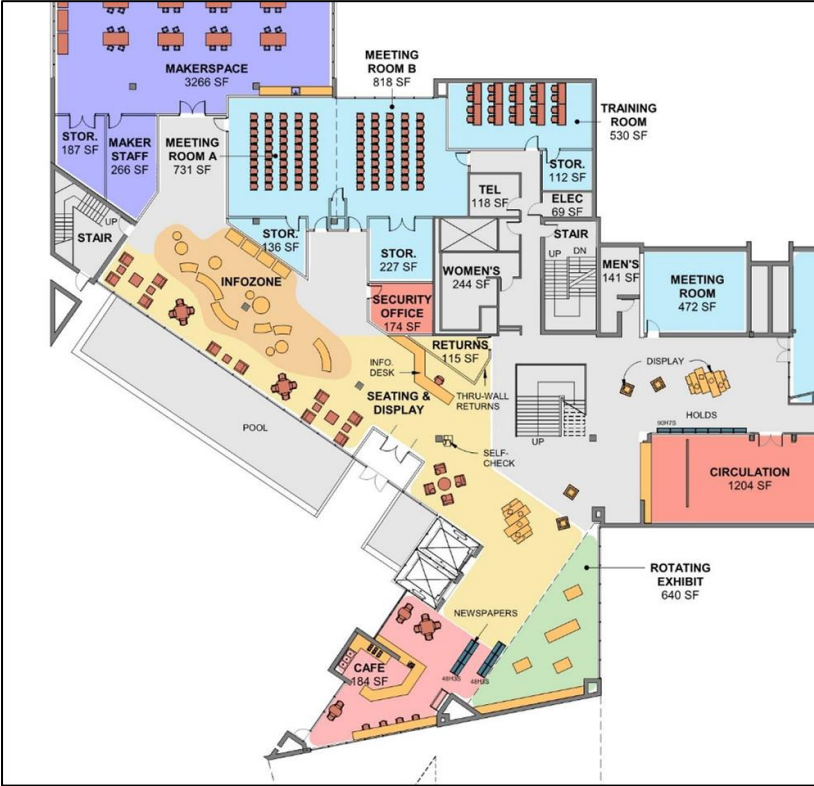 MAKERSPACE
3266 SF
MEETING
ROOM B
818 SF
TRAINING
ROOM
530 SF
STOR.
187 SF
MAKER
STAFF
266 SF
MEETING
ROOM A
731 SF
STOR.
112 SF
TEL
118 SF
ELEC
69 SF
UP
STAIR
STOR.
136 SF
STOR.
227 SF
STAIR
UP
DN
WOMEN'S
244 SF
MEN'S
141 SF
MEETING
ROOM
472 SF
INFOZONE
SECURITY
OFFICE
174 SF
RETURNS
115 SF
INFO.
DESK
THRU-WALL
RETURNS
SEATING &
DISPLAY
DISPLAY
HOLDS
90H7S
POOL
UP
SELF-
CHECK
CIRCULATION
1204 SF
ROTATING
EXHIBIT
640 SF
NEWSPAPERS
CAFE
184 SF
48H3S
48H3S